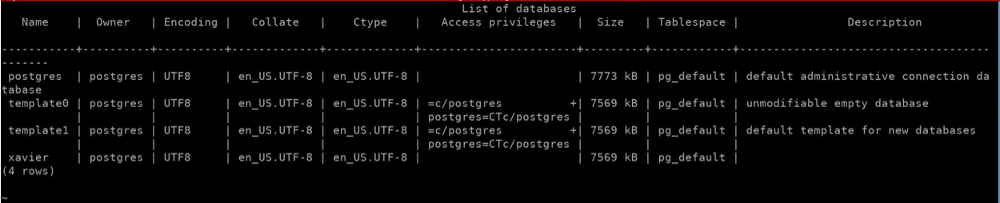 List of databases
   Name    |  Owner   | Encoding |   Collate   |    Ctype    |   Access privileges   |  Size   | Tablespace |                Description                 
-----------+----------+----------+-------------+-------------+-----------------------+---------+------------+-------------------------------------
-------
 postgres  | postgres | UTF8     | en_US.UTF-8 | en_US.UTF-8 |                       | 7773 kB | pg_default | default administrative connection da
tabase
 template0 | postgres | UTF8     | en_US.UTF-8 | en_US.UTF-8 | =c/postgres          +| 7569 kB | pg_default | unmodifiable empty database
           |          |          |             |             | postgres=CTc/postgres |         |            | 
 template1 | postgres | UTF8     | en_US.UTF-8 | en_US.UTF-8 | =c/postgres          +| 7569 kB | pg_default | default template for new databases
           |          |          |             |             | postgres=CTc/postgres |         |            | 
 xavier    | postgres | UTF8     | en_US.UTF-8 | en_US.UTF-8 |                       | 7569 kB | pg_default | 
(4 rows)
~